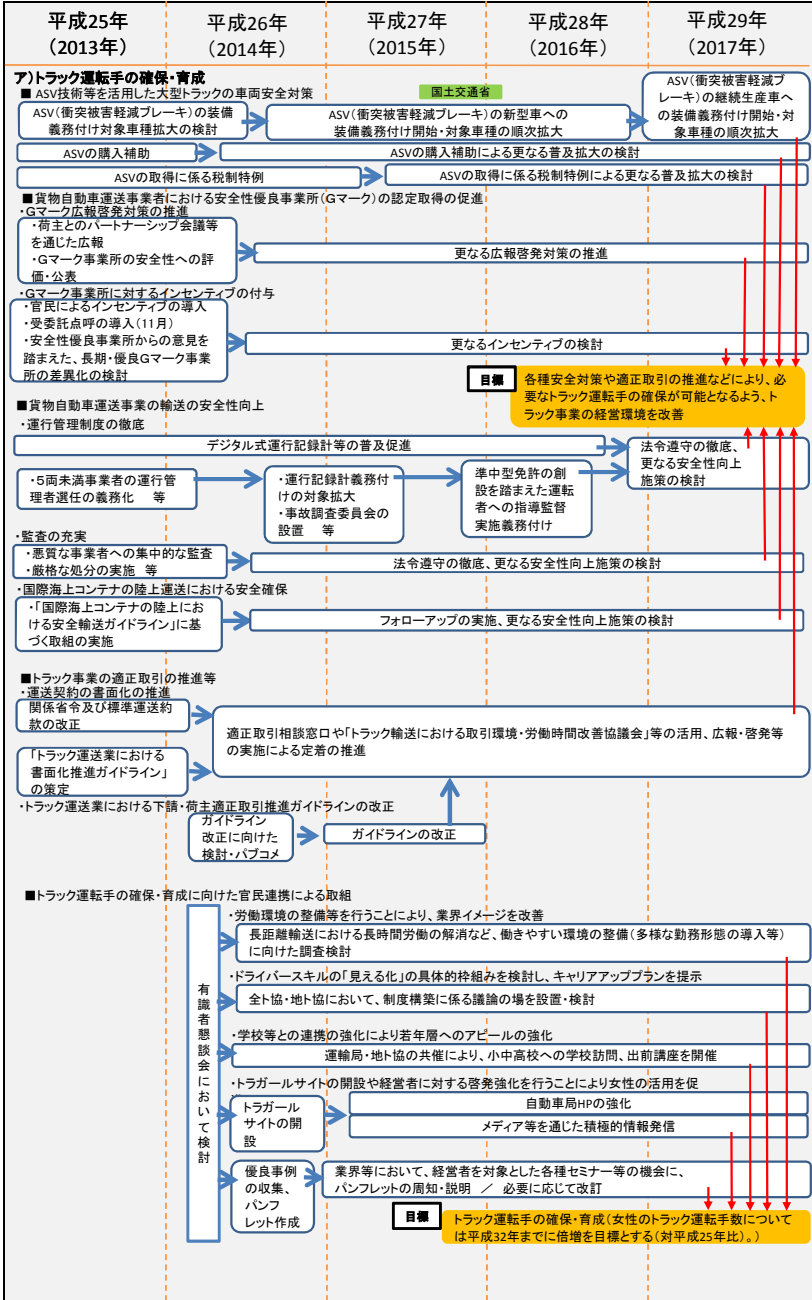 平成25年
(2013年)
平成26年
(2014年)
平成27年
(2015年)
平成28年
(2016年)
平成29年
(2017年)
ア)トラック運転手の確保・育成
■ ASV技術等を活用した大型トラックの車両安全対策
国土交通省
ASV(衝突被害軽減ブレーキ)の装備
義務付け対象車種拡大の検討
ASV(衝突被害軽減ブレーキ)の新型車への
装備義務付け開始・対象車種の順次拡大
ASV(衝突被害軽減ブ
レーキ)の継続生産車へ
の装備義務付け開始・対
象車種の順次拡大
ASVの購入補助
ASVの購入補助による更なる普及拡大の検討
ASVの取得に係る税制特例
ASVの取得に係る税制特例による更なる普及拡大の検討
■貨物自動車運送事業者における安全性優良事業所(Gマーク)の認定取得の促進
・Gマーク広報啓発対策の推進
・荷主とのパートナーシップ会議等
を通じた広報
・Gマーク事業所の安全性への評
価・公表
更なる広報啓発対策の推進
・Gマーク事業所に対するインセンティブの付与
・官民によるインセンティブの導入
・受委託点呼の導入(11月)
・安全性優良事業所からの意見を
踏まえた、長期・優良Gマーク事業
所の差異化の検討
更なるインセンティブの検討
目標
各種安全対策や適正取引の推進などにより、必
要なトラック運転手の確保が可能となるよう、ト
ラック事業の経営環境を改善
■貨物自動車運送事業の輸送の安全性向上
・運行管理制度の徹底
デジタル式運行記録計等の普及促進
法令遵守の徹底、
更なる安全性向上
施策の検討
・5両未満事業者の運行管
理者選任の義務化 等
・運行記録計義務付
けの対象拡大
・事故調査委員会の
設置 等
準中型免許の創
設を踏まえた運転
者への指導監督
実施義務付け
・監査の充実
・悪質な事業者への集中的な監査
・厳格な処分の実施 等
法令遵守の徹底、更なる安全性向上施策の検討
・国際海上コンテナの陸上運送における安全確保
・「国際海上コンテナの陸上にお
ける安全輸送ガイドライン」に基
づく取組の実施
フォローアップの実施、更なる安全性向上施策の検討
■トラック事業の適正取引の推進等
・運送契約の書面化の推進
関係省令及び標準運送約
款の改正
適正取引相談窓口や「トラック輸送における取引環境・労働時間改善協議会」等の活用、広報・啓発等
の実施による定着の推進
「トラック運送業における
書面化推進ガイドライン」
の策定
・トラック運送業における下請・荷主適正取引推進ガイドラインの改正
ガイドライン
改正に向けた
検討・パブコメ
ガイドラインの改正
■トラック運転手の確保・育成に向けた官民連携による取組
有識者懇談会において検討
・労働環境の整備等を行うことにより、業界イメージを改善
長距離輸送における長時間労働の解消など、働きやすい環境の整備(多様な勤務形態の導入等)
に向けた調査検討
・ドライバースキルの「見える化」の具体的枠組みを検討し、キャリアアッププランを提示
全ト協・地ト協において、制度構築に係る議論の場を設置・検討
・学校等との連携の強化により若年層へのアピールの強化
運輸局・地ト協の共催により、小中高校への学校訪問、出前講座を開催
・トラガールサイトの開設や経営者に対する啓発強化を行うことにより女性の活用を促
トラガール
サイトの開
設
自動車局HPの強化
メディア等を通じた積極的情報発信
優良事例
の収集、
パンフ
レット作成
業界等において、経営者を対象とした各種セミナー等の機会に、
パンフレットの周知・説明 / 必要に応じて改訂
目標
トラック運転手の確保・育成(女性のトラック運転手数について
は平成32年までに倍増を目標とする(対平成25年比)。)